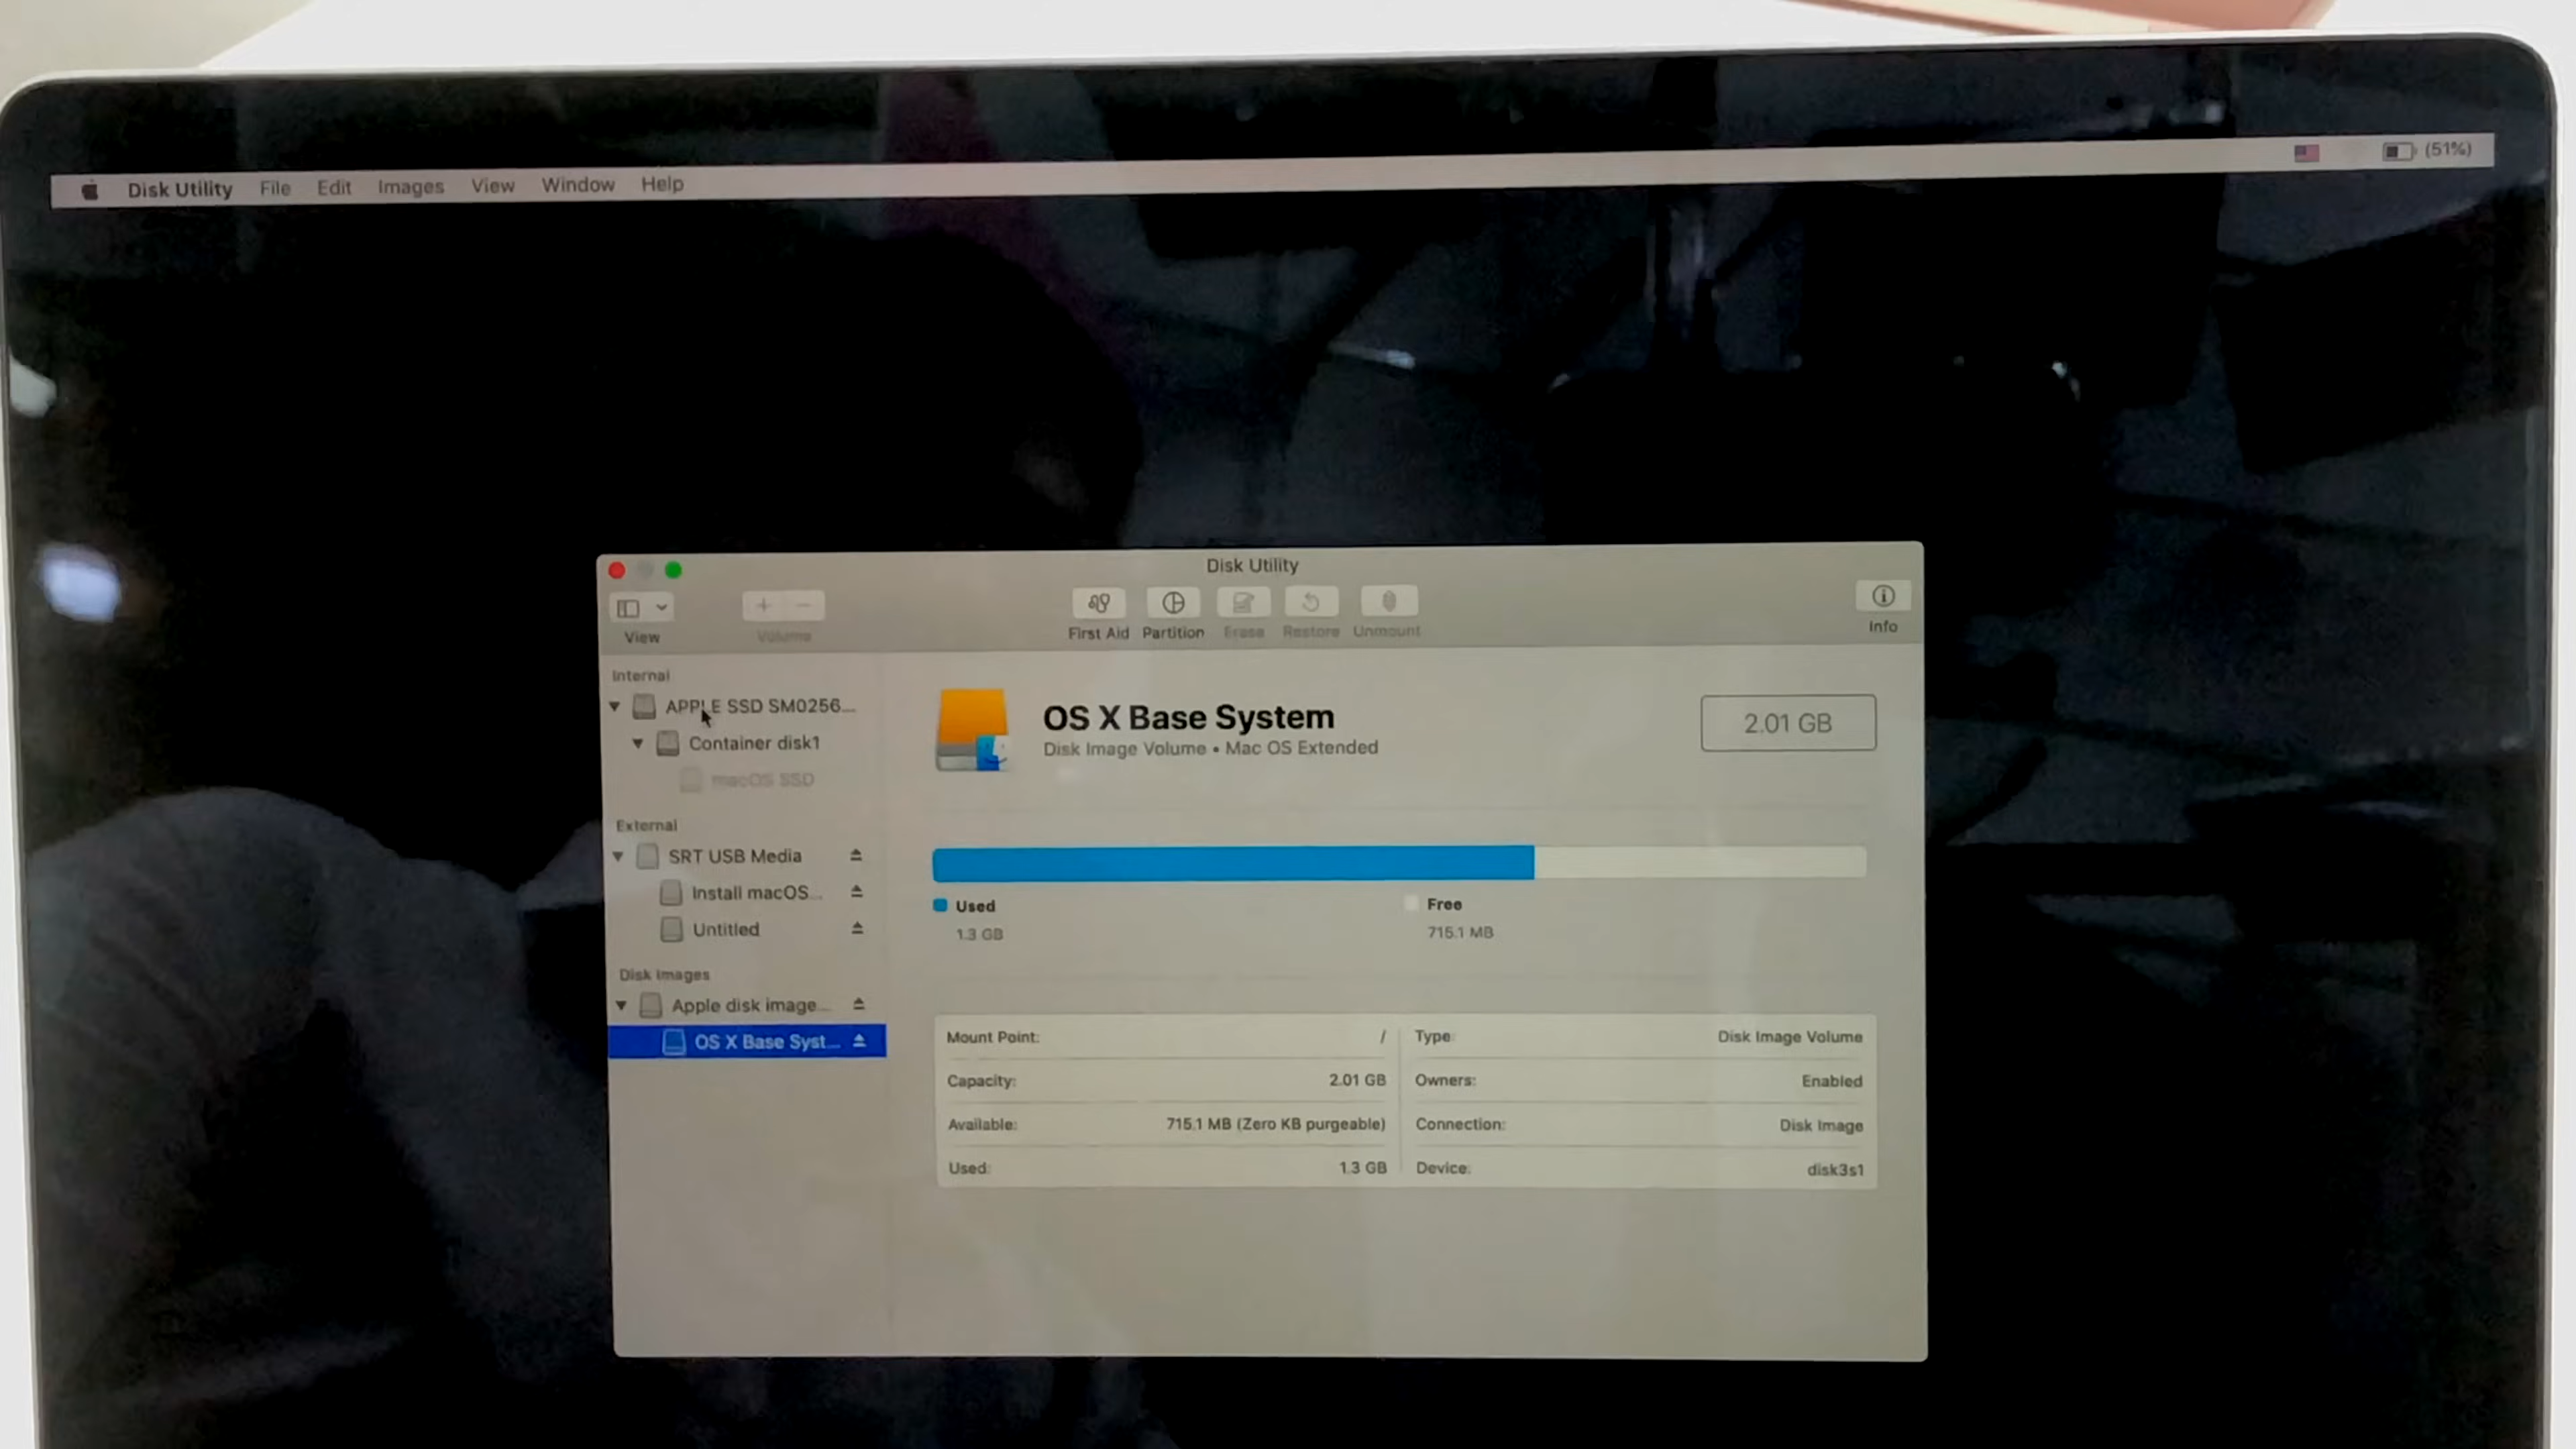 Disk Utility File Edit Images View Window Help (51%)
Disk Utility
View Volume First Aid Partition Erase Restore Unmount Info
Internal
APPLE SSD SM0256...
Container disk1
macOS SSD
External
SRT USB Media
Install macOS...
Untitled
Disk Images
Apple disk image...
OS X Base Syst...
OS X Base System
Disk Image Volume • Mac OS Extended
2.01 GB
Used
1.3 GB
Free
715.1 MB
Mount Point: /
Capacity: 2.01 GB
Available: 715.1 MB (Zero KB purgeable)
Used: 1.3 GB
Type: Disk Image Volume
Owners: Enabled
Connection: Disk Image
Device: disk3s1